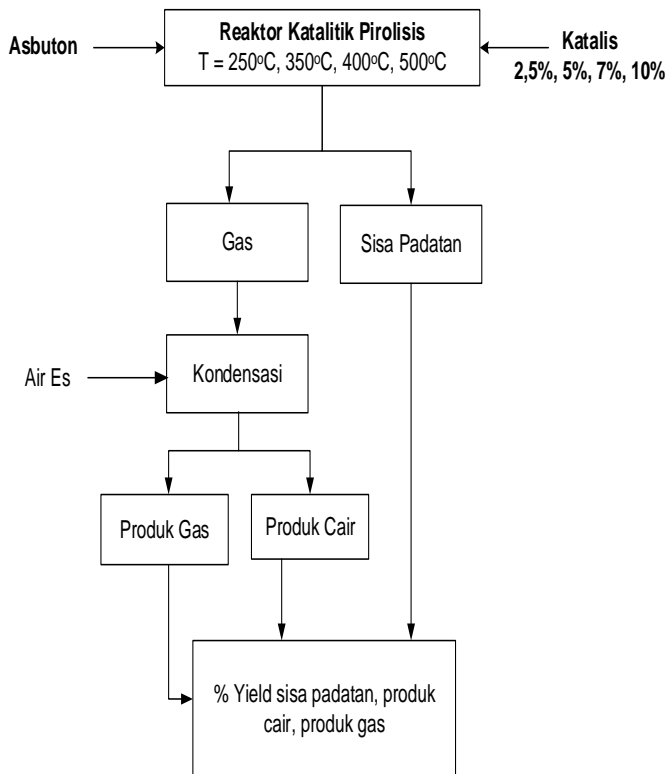 Reaktor Katalitik Pirolisis
T = 250°C, 350°C, 400°C, 500°C
Asbuton
Katalis
2,5%, 5%, 7%, 10%
Gas
Sisa Padatan
Kondensasi
Air Es
Produk Gas
Produk Cair
% Yield sisa padatan, produk
cair, produk gas